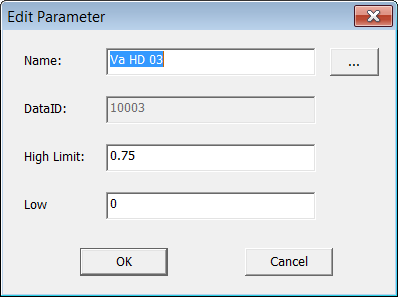 Edit Parameter
Name: Va HD 03 ...
DataID: 10003
High Limit: 0.75
Low 0
OK Cancel